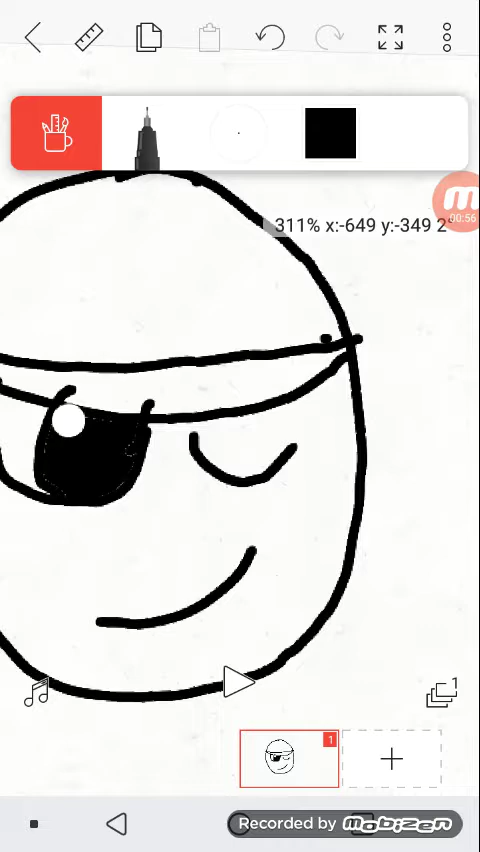 311% x:-649 y:-349 2°
00:56
1
1
Recorded by mobizen